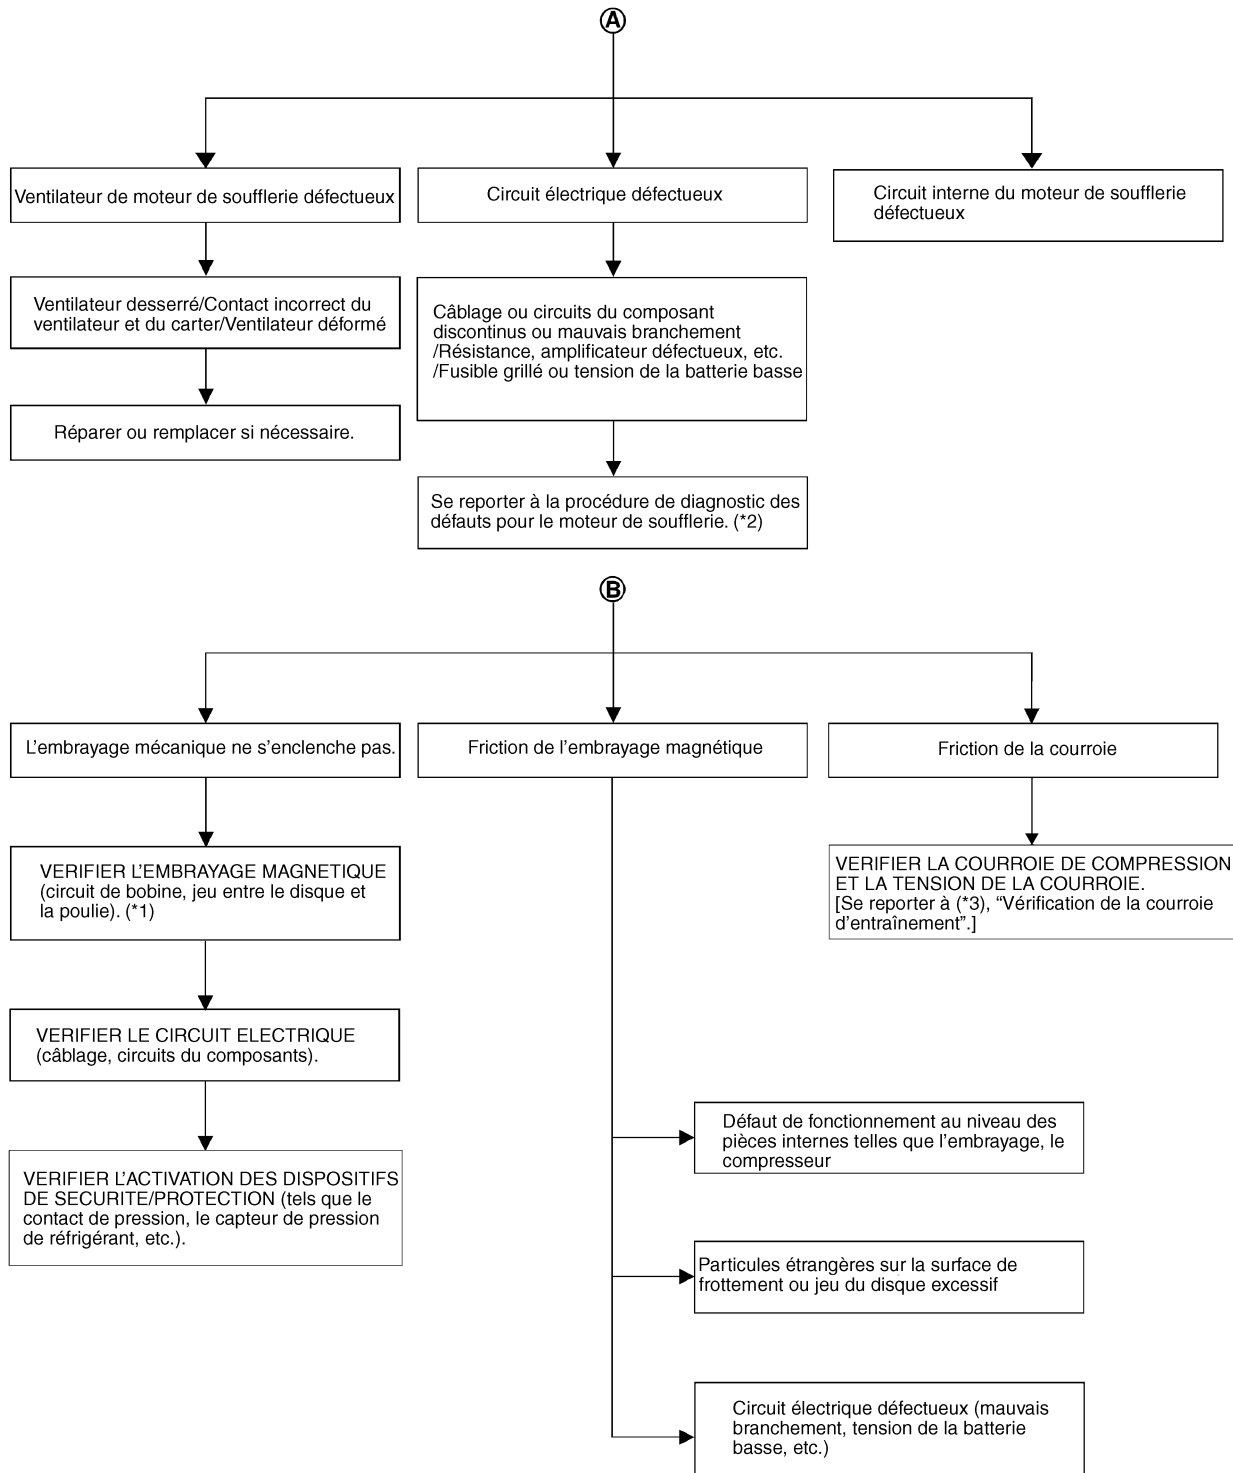 A
Ventilateur de moteur de soufflerie défectueux
Circuit électrique défectueux
Circuit interne du moteur de soufflerie
défectueux
Ventilateur desserré/Contact incorrect du
ventilateur et du carter/Ventilateur déformé
Câblage ou circuits du composant
discontinus ou mauvais branchement
/Résistance, amplificateur défectueux, etc.
/Fusible grillé ou tension de la batterie basse
Réparer ou remplacer si nécessaire.
Se reporter à la procédure de diagnostic des
défauts pour le moteur de soufflerie. (*2)
B
L'embrayage mécanique ne s'enclenche pas.
Friction de l'embrayage magnétique
Friction de la courroie
VERIFIER L'EMBRAYAGE MAGNETIQUE
(circuit de bobine, jeu entre le disque et
la poulie). (*1)
VERIFIER LA COURROIE DE COMPRESSION
ET LA TENSION DE LA COURROIE.
[Se reporter à (*3), “Vérification de la courroie
d'entraînement”.]
VERIFIER LE CIRCUIT ELECTRIQUE
(câblage, circuits du composants).
VERIFIER L'ACTIVATION DES DISPOSITIFS
DE SECURITE/PROTECTION (tels que le
contact de pression, le capteur de pression
de réfrigérant, etc.).
Défaut de fonctionnement au niveau des
pièces internes telles que l'embrayage, le
compresseur
Particules étrangères sur la surface de
frottement ou jeu du disque excessif
Circuit électrique défectueux (mauvais
branchement, tension de la batterie
basse, etc.)